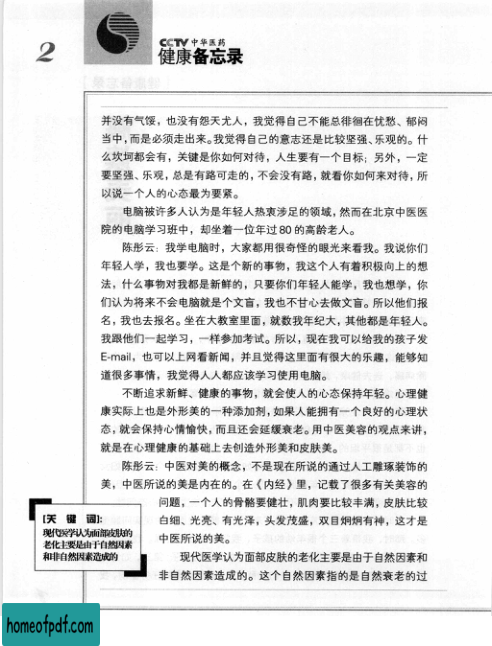 2
CCTV 中华医药
健康备忘录
并没有气馁，也没有怨天尤人，我觉得自己不能总徘徊在忧愁、郁闷
当中，而是必须走出来。我觉得自己的意志还是比较坚强、乐观的。什
么坎坷都会有，关键是你如何对待，人生要有一个目标；另外，一定
要坚强、乐观，总是有路可走的，不会没有路，就看你如何来对待，所
以说一个人的心态最为要紧。
电脑被许多人认为是年轻人热衷涉足的领域，然而在北京中医医
院的电脑学习班中，却坐着一位年过80的高龄老人。
陈彤云：我学电脑时，大家都用很奇怪的眼光来看我。我说你们
年轻人学，我也要学。这是个新的事物，我这个人有着积极向上的想
法，什么事物对我都是新鲜的，只要你们年轻人能学，我也想学，你
们认为将来不会电脑就是个文盲，我也不甘心去做文盲。所以他们报
名，我也去报名。坐在大教室里面，就数我年纪大，其他都是年轻人。
我跟他们一起学习，一样参加考试。所以，现在我可以给我的孩子发
E-mail，也可以上网看新闻，并且觉得这里面有很大的乐趣，能够知
道很多事情，我觉得人人都应该学习使用电脑。
不断追求新鲜、健康的事物，就会使人的心态保持年轻。心理健
康实际上也是外形美的一种添加剂，如果人能拥有一个良好的心理状
态，就会保持心情愉快，而且还会延缓衰老。用中医美容的观点来讲，
就是在心理健康的基础上去创造外形美和皮肤美。
陈彤云：中医对美的概念，不是现在所说的通过人工雕琢装饰的
美，中医所说的美是内在的。在《内经》里，记载了很多有关美容的
问题，一个人的骨骼要健壮，肌肉要比较丰满，皮肤比较
白细、光亮、有光泽，头发茂盛，双目炯炯有神，这才是
中医所说的美。
现代医学认为面部皮肤的老化主要是由于自然因素和
非自然因素造成的。这个自然因素指的是自然衰老的过
[关 键 词]:
现代医学认为面部皮肤的
老化主要是由于自然因素
和非自然因素造成的
homeofpdf.com